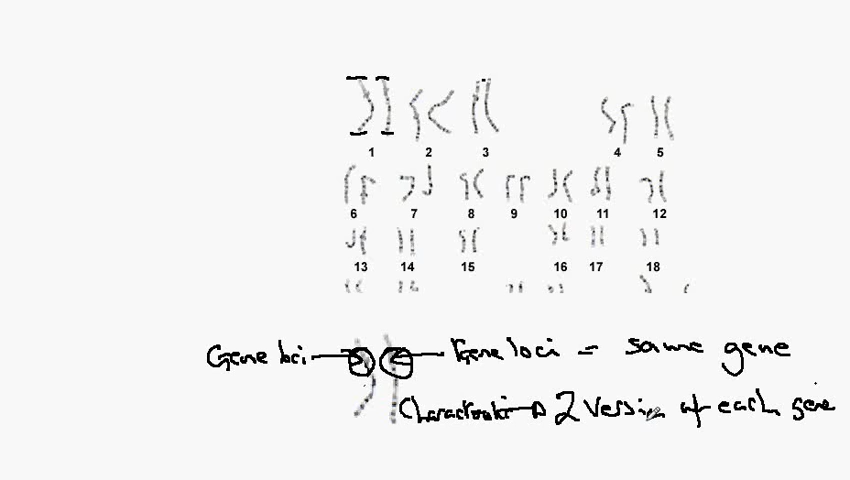 1 2 3 4 5
6 7 8 9 10 11 12
13 14 15 16 17 18
Gene loci Gene loci = same gene
2 Version of each gene